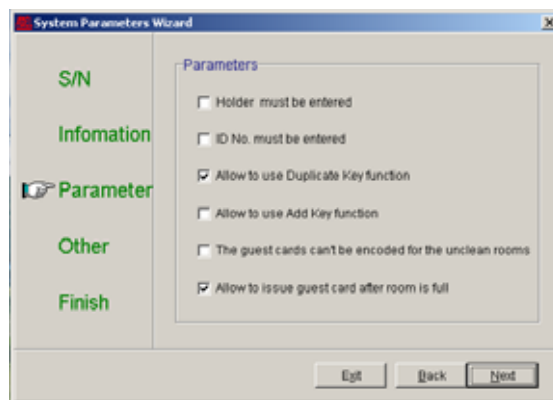 System Parameters Wizard
S/N
Infomation
Parameter
Other
Finish
Parameters
Holder must be entered
ID No. must be entered
Allow to use Duplicate Key function
Allow to use Add Key function
The guest cards can't be encoded for the unclean rooms
Allow to issue guest card after room is full
Exit
Back
Next